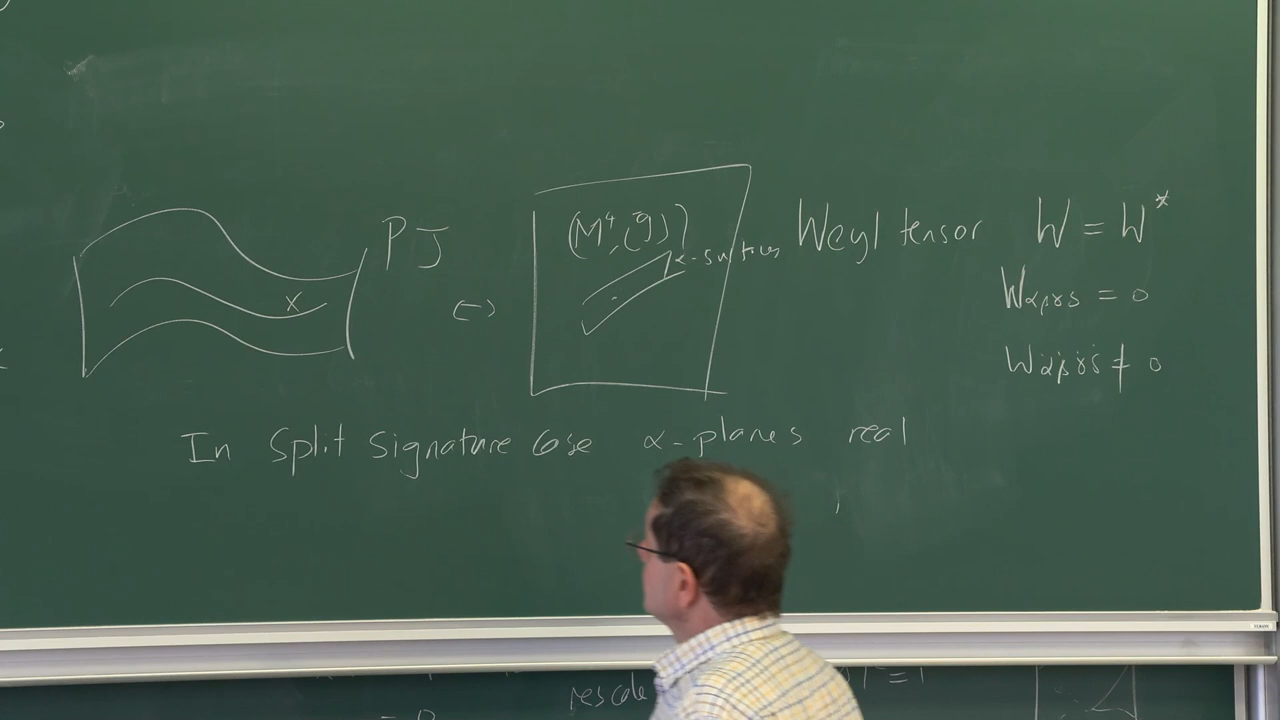 PJ
X
(M⁴,(g))
α-surfaces
↔
Weyl tensor W = W*
Wαβγδ = 0
Wα̇β̇γ̇δ̇ ≠ 0
In Split Signature Case α-planes real
rescale